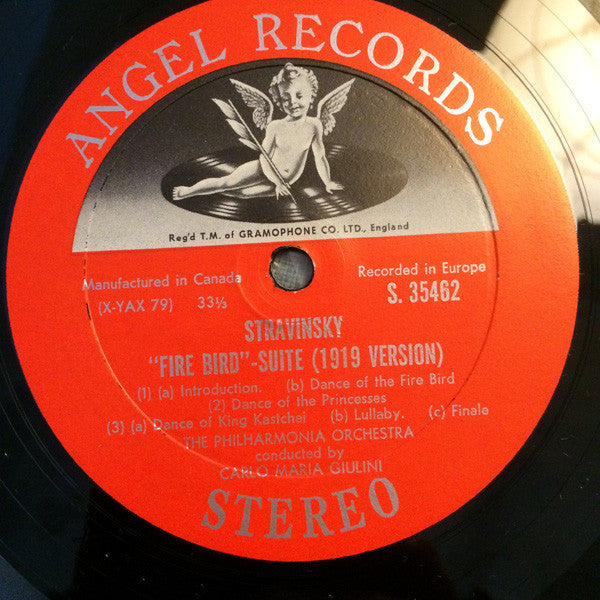 ANGEL RECORDS
Reg'd T.M. of GRAMOPHONE CO. LTD., England
Manufactured in Canada
(X-YAX 79) 33⅓
Recorded in Europe
S. 35462
STRAVINSKY
"FIRE BIRD"-SUITE (1919 VERSION)
(1) (a) Introduction. (b) Dance of the Fire Bird
(2) Dance of the Princesses
(3) (a) Dance of King Kastchei (b) Lullaby. (c) Finale
THE PHILHARMONIA ORCHESTRA
conducted by
CARLO MARIA GIULINI
STEREO